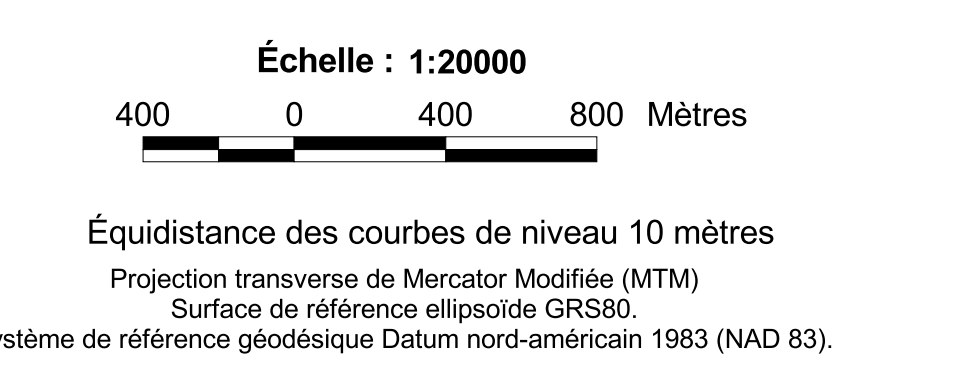 Échelle : 1:20000
400 0 400 800 Mètres
Équidistance des courbes de niveau 10 mètres
Projection transverse de Mercator Modifiée (MTM)
Surface de référence ellipsoïde GRS80.
ystème de référence géodésique Datum nord-américain 1983 (NAD 83).